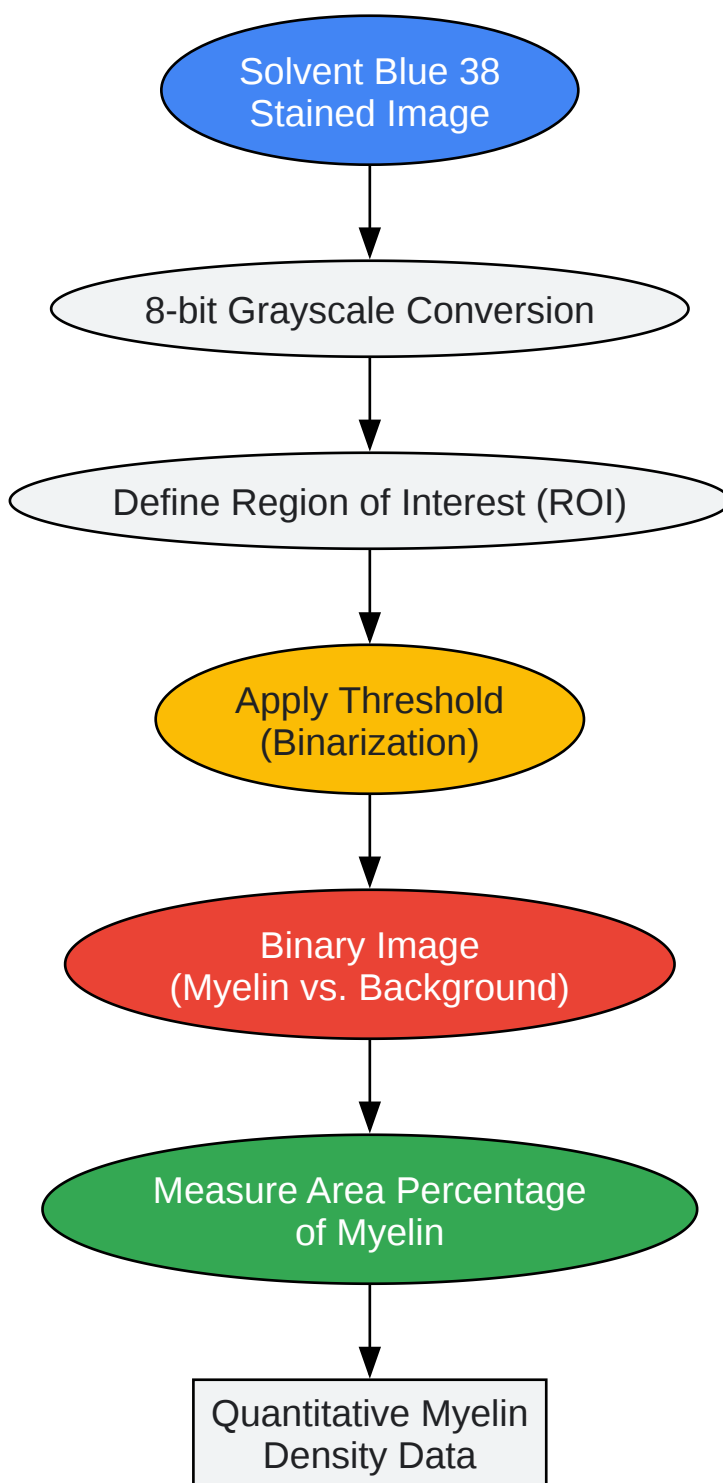 Solvent Blue 38
Stained Image
8-bit Grayscale Conversion
Define Region of Interest (ROI)
Apply Threshold
(Binarization)
Binary Image
(Myelin vs. Background)
Measure Area Percentage
of Myelin
Quantitative Myelin
Density Data